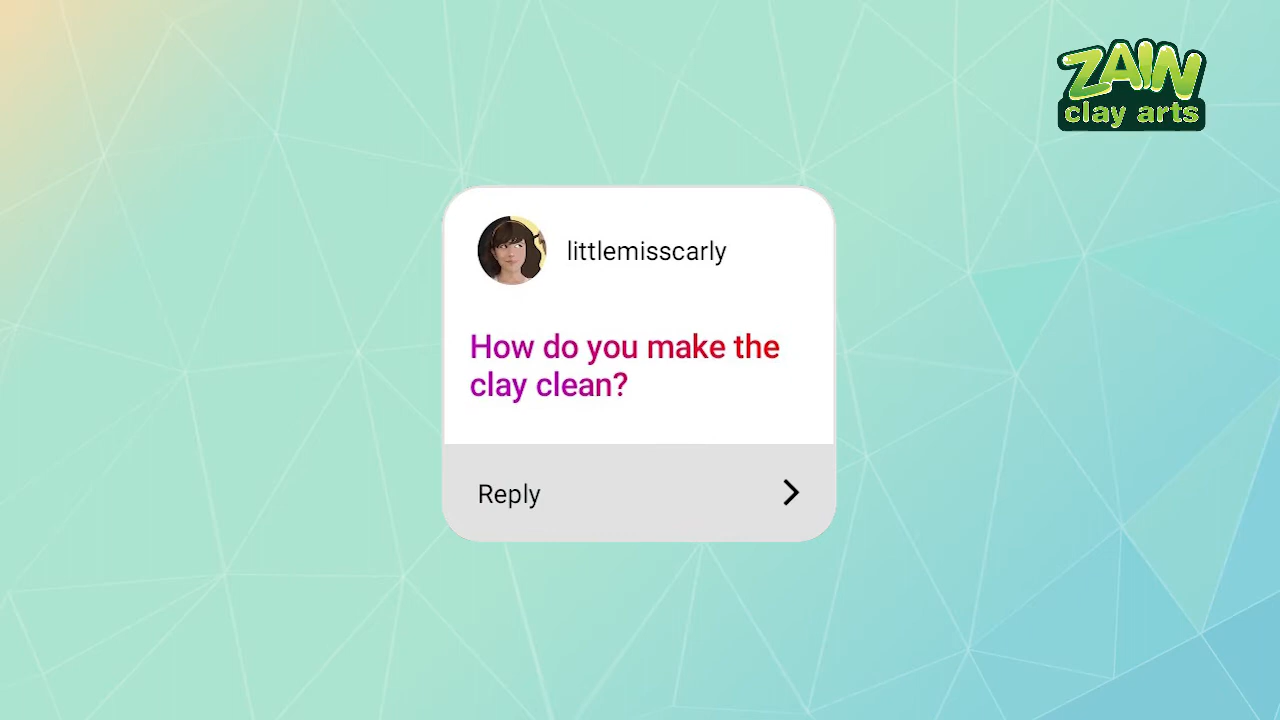 ZAIN
clay arts
littlemisscarly
How do you make the
clay clean?
Reply